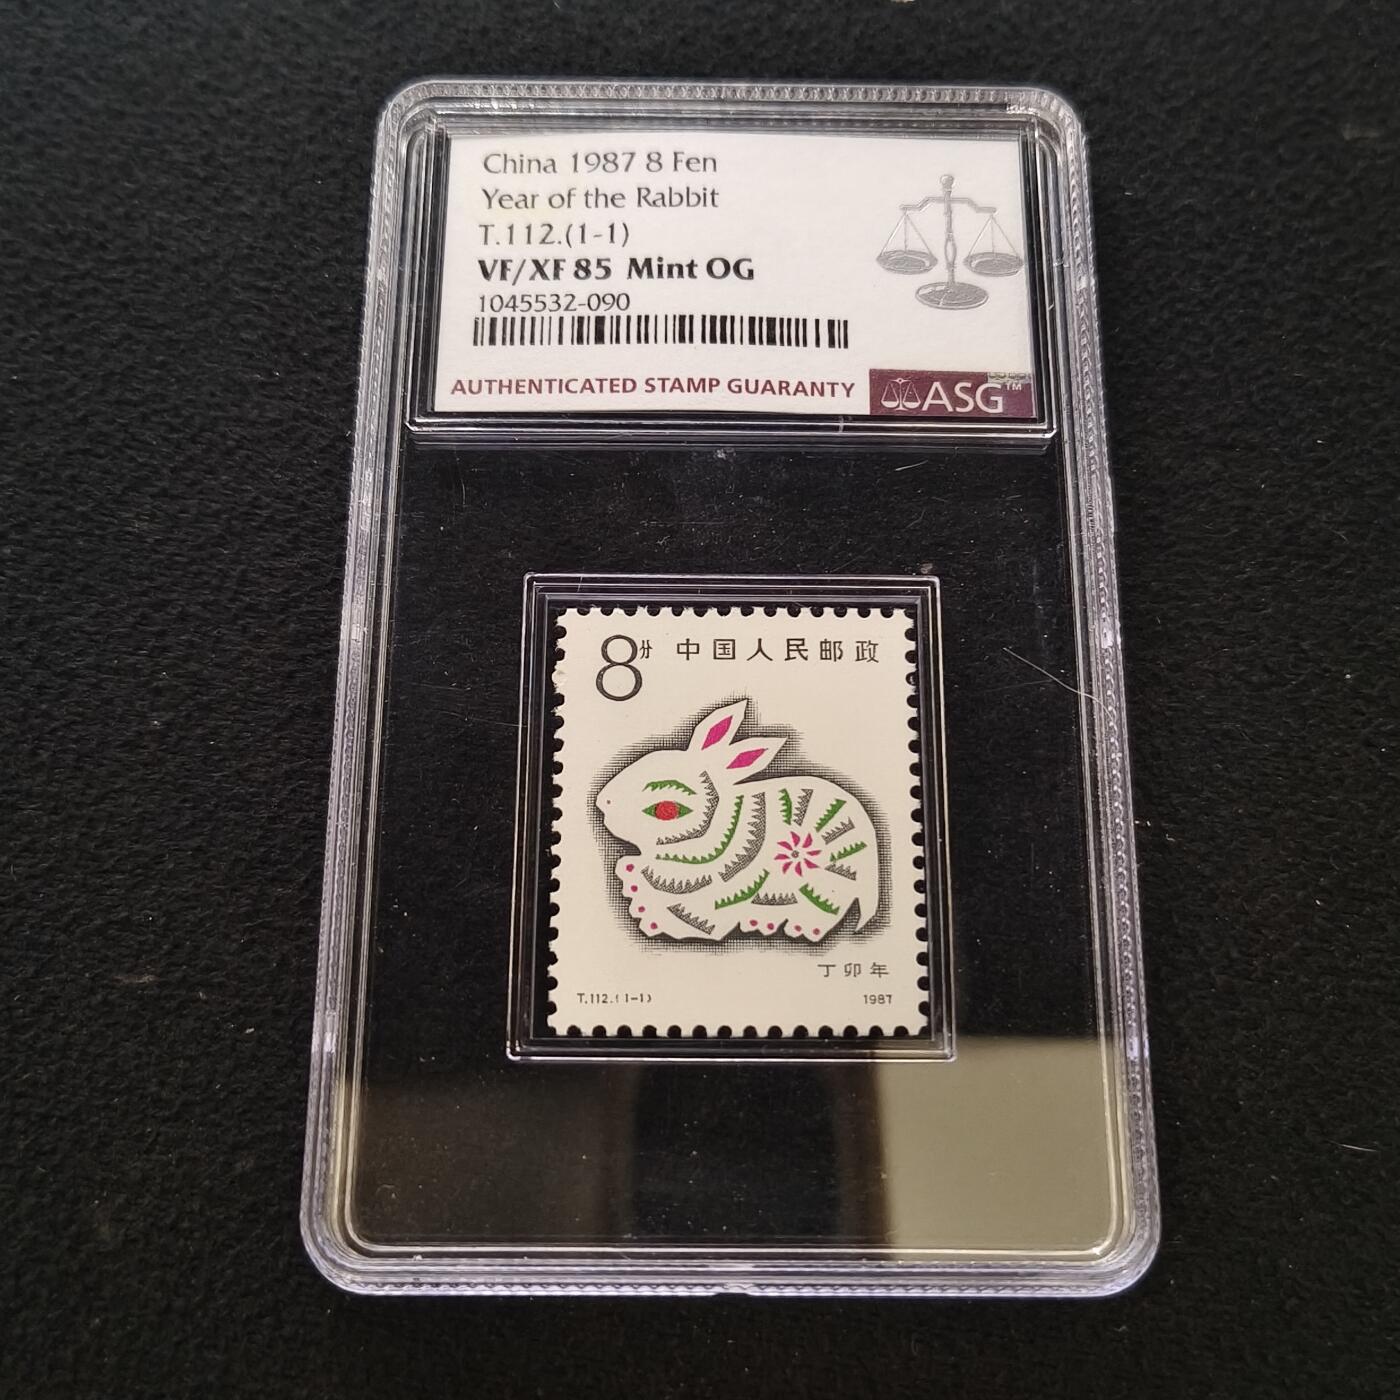 China 1987 8 Fen
Year of the Rabbit
T.112.(1-1)
VF/XF 85 Mint OG
1045532-090
AUTHENTICATED STAMP GUARANTY
ASG™
8分 中国人民邮政
丁卯年
T.112.(1-1) 1987